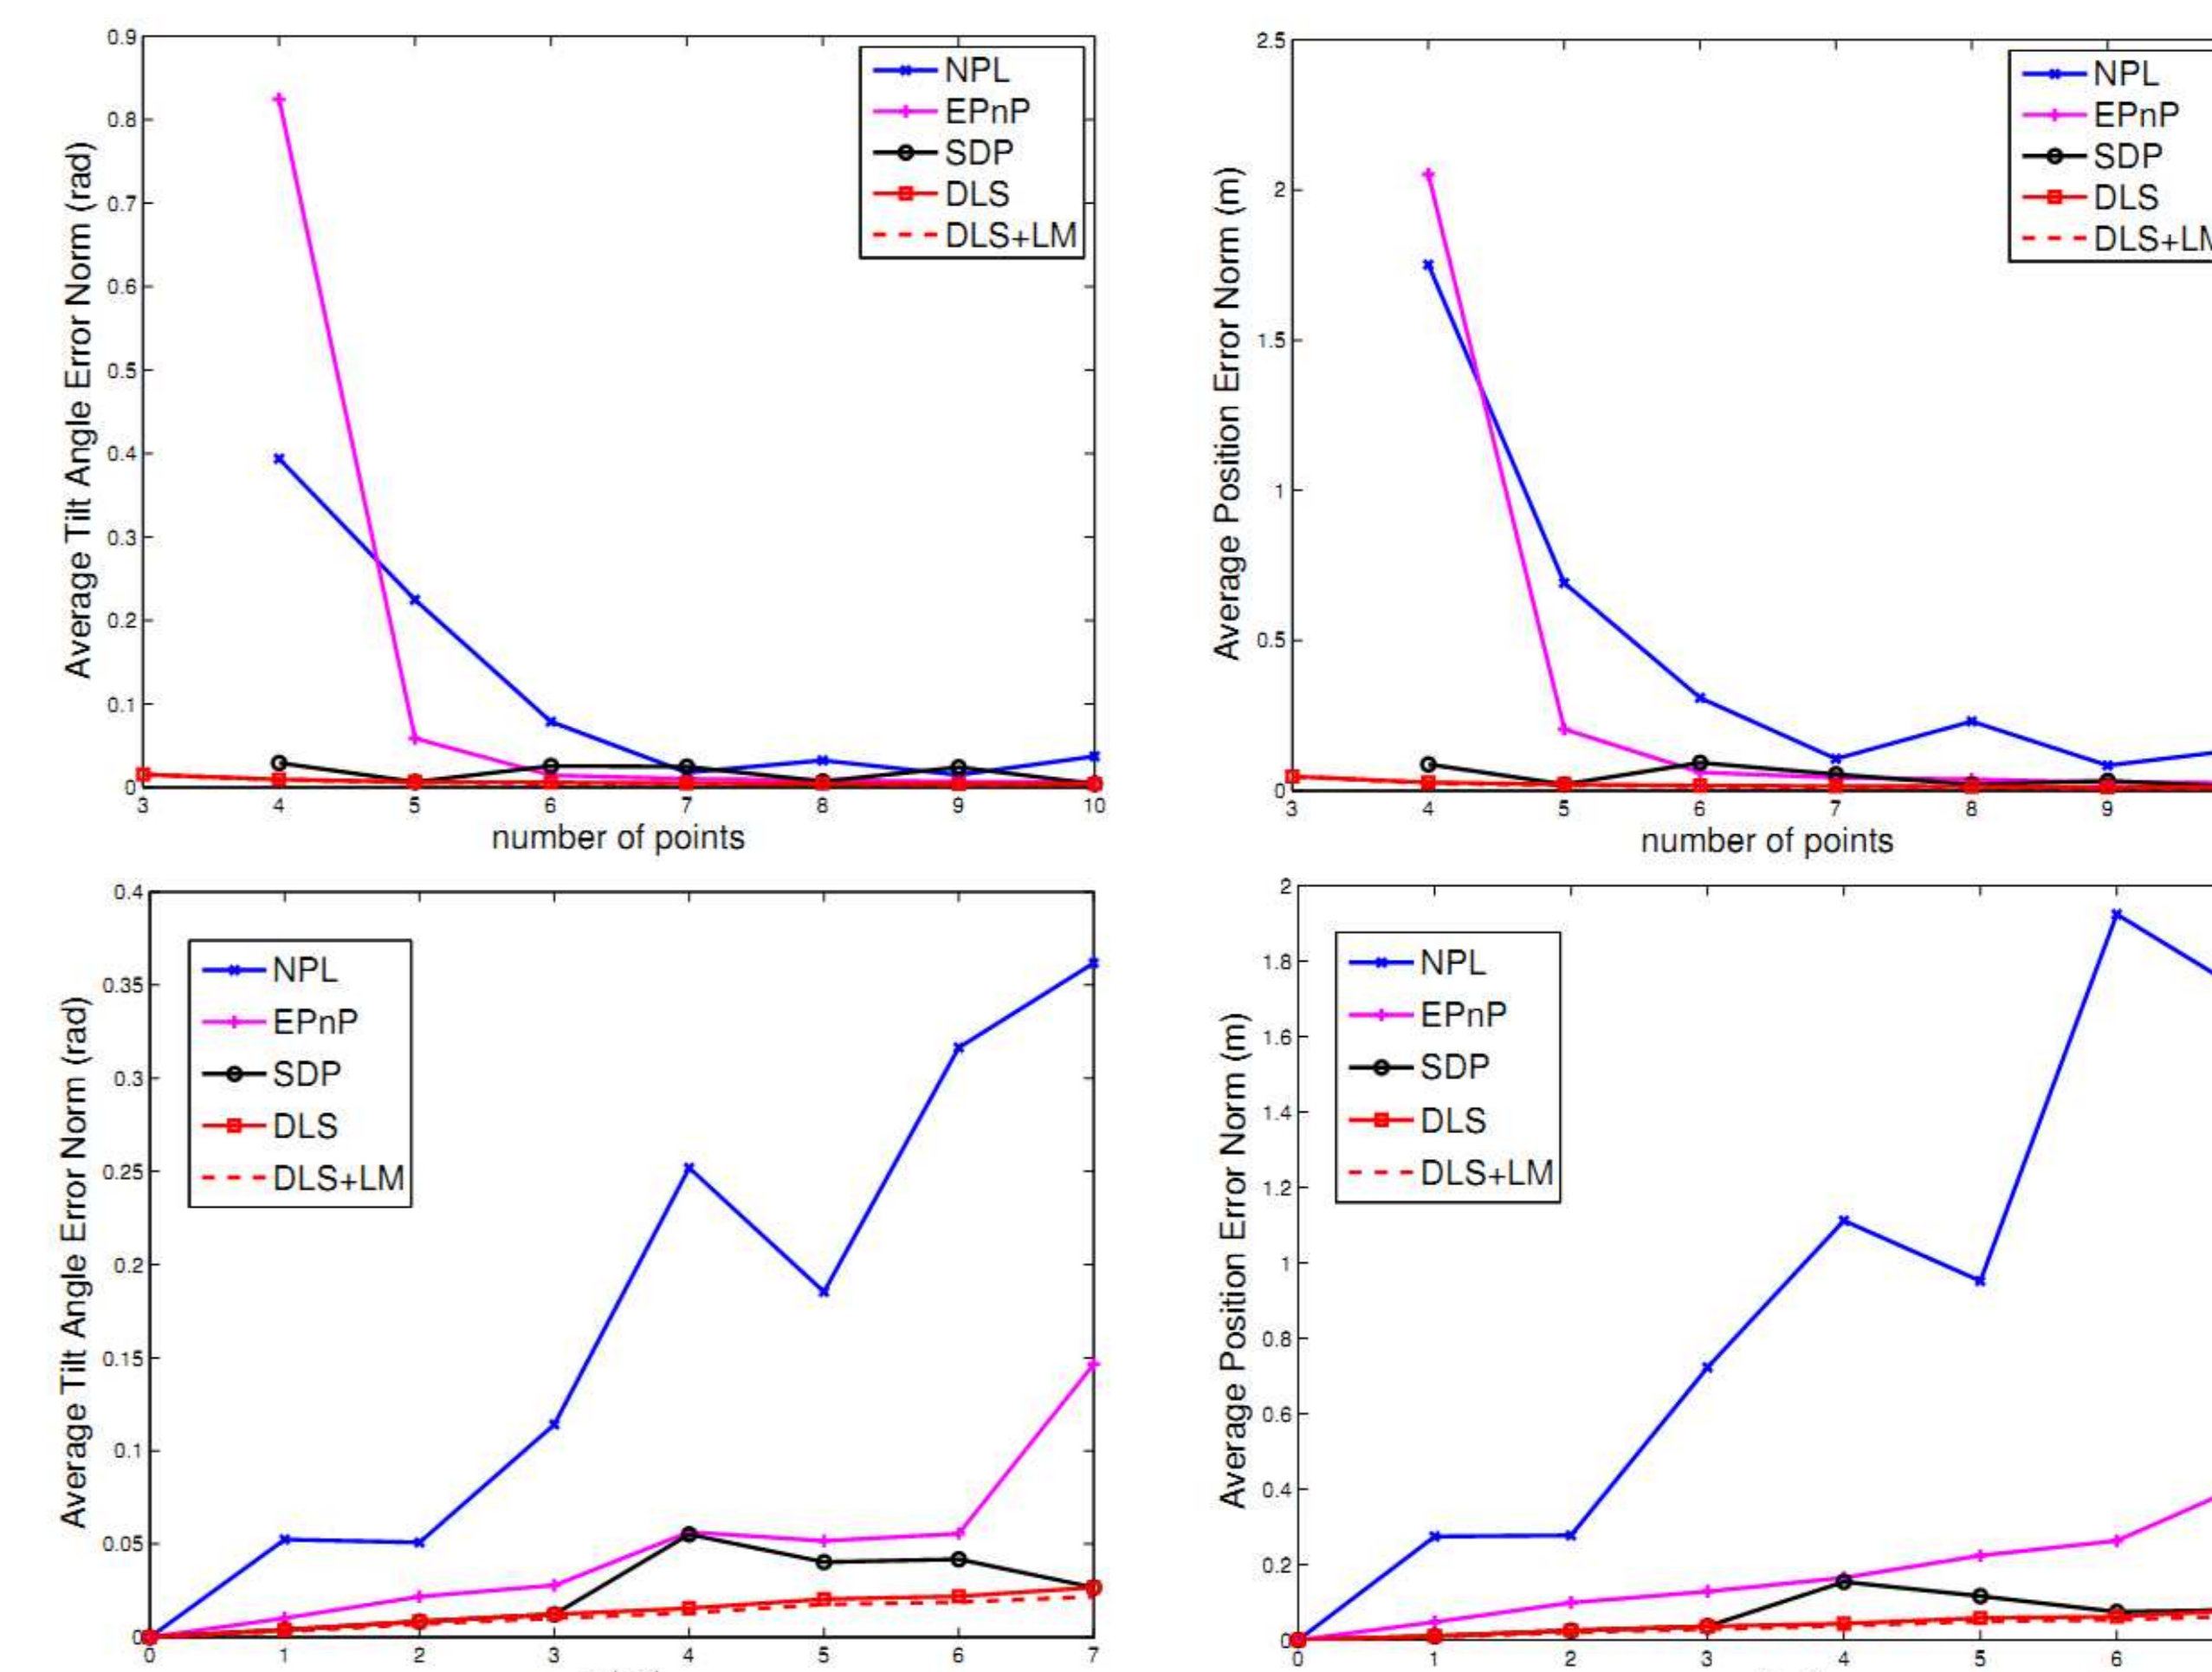 Average Tilt Angle Error Norm (rad)
0.9
0.8
0.7
0.6
0.5
0.4
0.3
0.2
0.1
0
3 4 5 6 7 8 9 10
number of points
NPL
EPnP
SDP
DLS
DLS+LM
Average Position Error Norm (m)
2.5
2
1.5
1
0.5
0
3 4 5 6 7 8 9
number of points
NPL
EPnP
SDP
DLS
DLS+LM
Average Tilt Angle Error Norm (rad)
0.4
0.35
0.3
0.25
0.2
0.15
0.1
0.05
0
0 1 2 3 4 5 6 7
NPL
EPnP
SDP
DLS
DLS+LM
Average Position Error Norm (m)
2
1.8
1.6
1.4
1.2
1
0.8
0.6
0.4
0.2
0
0 1 2 3 4 5 6
NPL
EPnP
SDP
DLS
DLS+LM